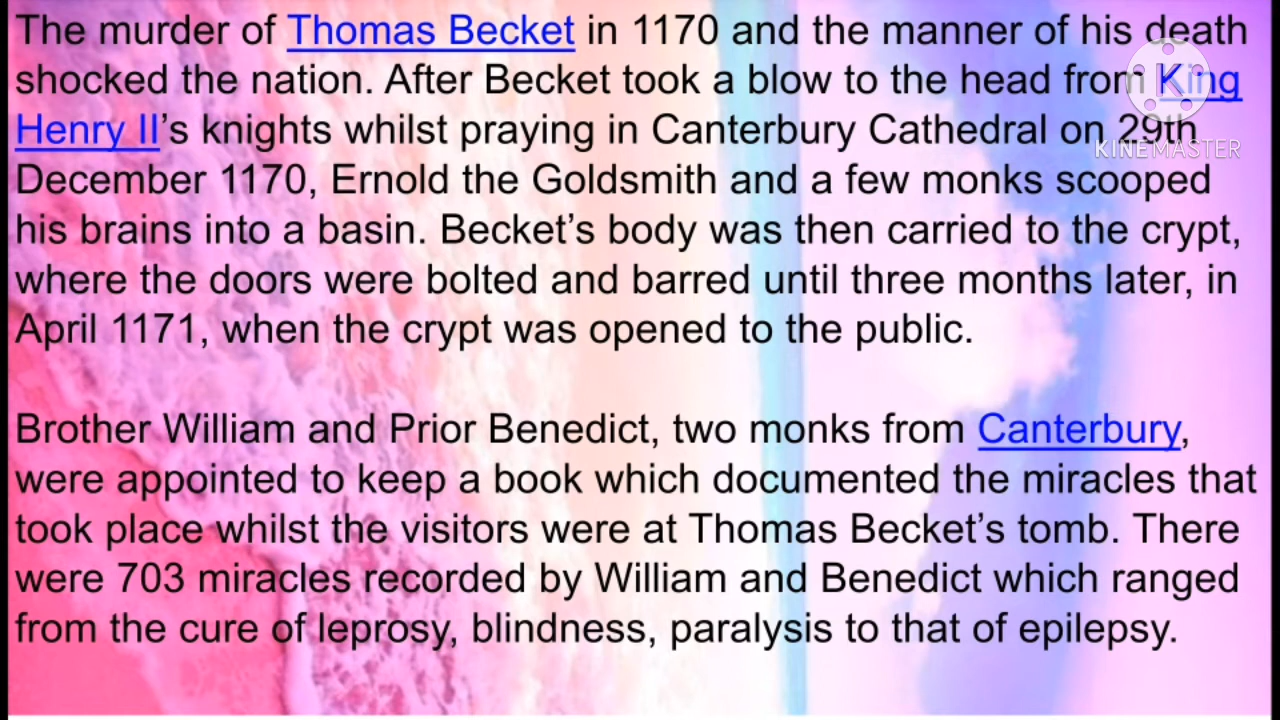 The murder of Thomas Becket in 1170 and the manner of his death
shocked the nation. After Becket took a blow to the head from King
Henry II’s knights whilst praying in Canterbury Cathedral on 29th
KINEMASTER
December 1170, Ernold the Goldsmith and a few monks scooped
his brains into a basin. Becket’s body was then carried to the crypt,
where the doors were bolted and barred until three months later, in
April 1171, when the crypt was opened to the public.
Brother William and Prior Benedict, two monks from Canterbury,
were appointed to keep a book which documented the miracles that
took place whilst the visitors were at Thomas Becket’s tomb. There
were 703 miracles recorded by William and Benedict which ranged
from the cure of leprosy, blindness, paralysis to that of epilepsy.